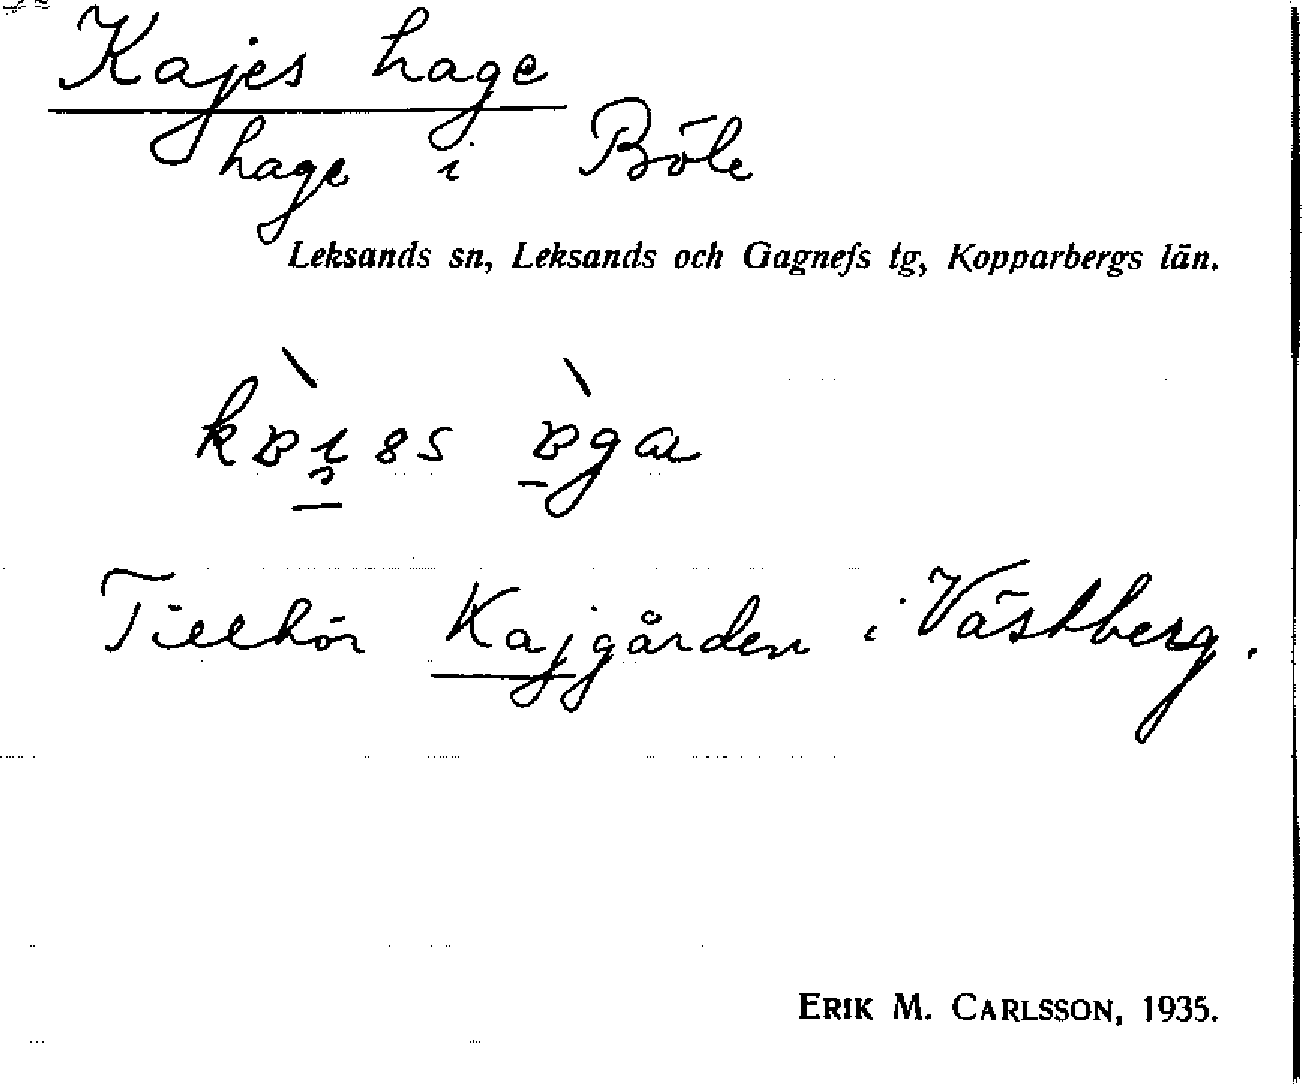 Kajes hage
hage i Böle
Leksands sn, Leksands och Gagnefs tg, Kopparbergs län.
Tillhör Kajgården i Västberg.
ERIK M. CARLSSON, 1935.